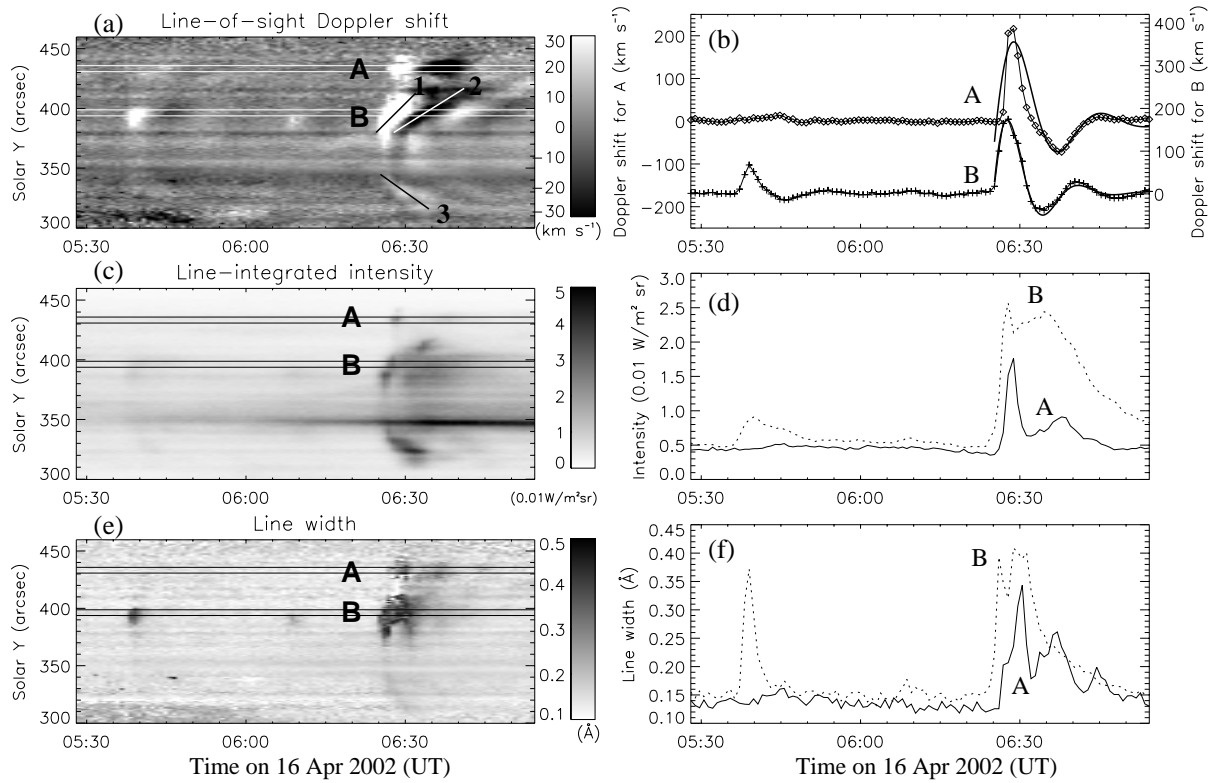 (a) Line-of-sight Doppler shift
Solar Y (arcsec)
450
400
350
300
A
B
1
2
3
30
20
10
0
-10
-20
-30
(km s⁻¹)
05:30
06:00
06:30
(b)
Doppler shift for A (km s⁻¹)
200
100
0
-100
-200
A
B
400
300
200
100
0
Doppler shift for B (km s⁻¹)
06:00
06:30
(c) Line-integrated intensity
Solar Y (arcsec)
450
400
350
300
A
B
5
4
3
2
1
0
(0.01W/m²sr)
05:30
06:00
06:30
(d)
Intensity (0.01 W/m² sr)
3.0
2.5
2.0
1.5
1.0
0.5
0.0
B
A
05:30
06:00
06:30
(e) Line width
Solar Y (arcsec)
450
400
350
300
A
B
0.5
0.4
0.3
0.2
0.1
(Å)
05:30
06:00
06:30
Time on 16 Apr 2002 (UT)
(f)
Line width (Å)
0.45
0.40
0.35
0.30
0.25
0.20
0.15
0.10
B
A
05:30
06:00
06:30
Time on 16 Apr 2002 (UT)